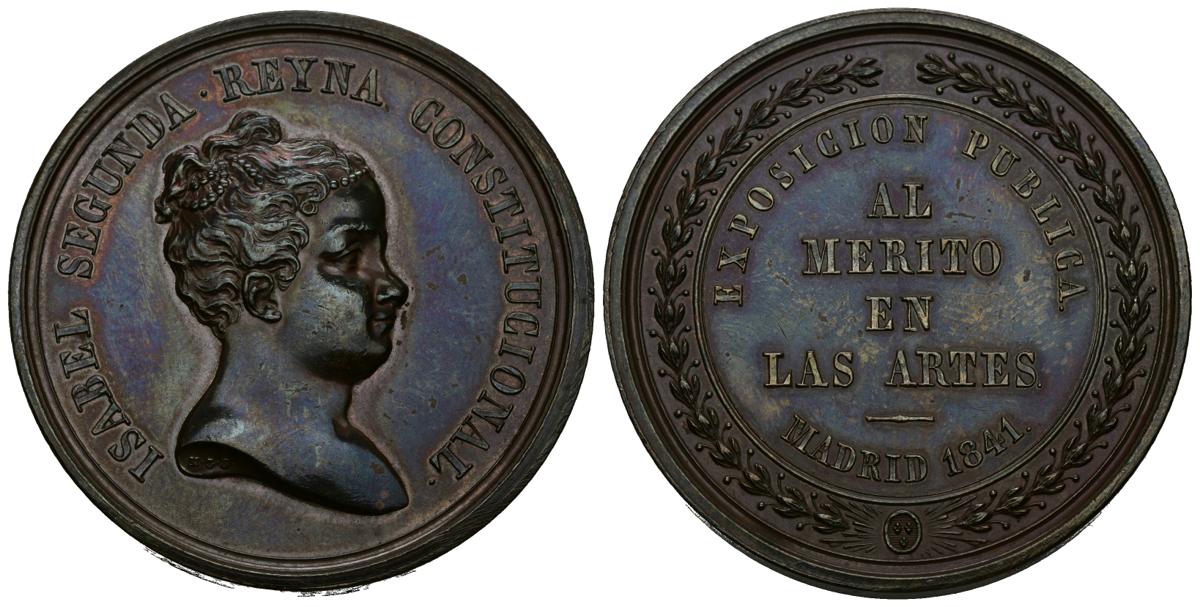 ISABEL SEGUNDA · REYNA CONSTITUCIONAL.
EXPOSICION PUBLICA.
AL
MERITO
EN
LAS ARTES.
MADRID 1841.